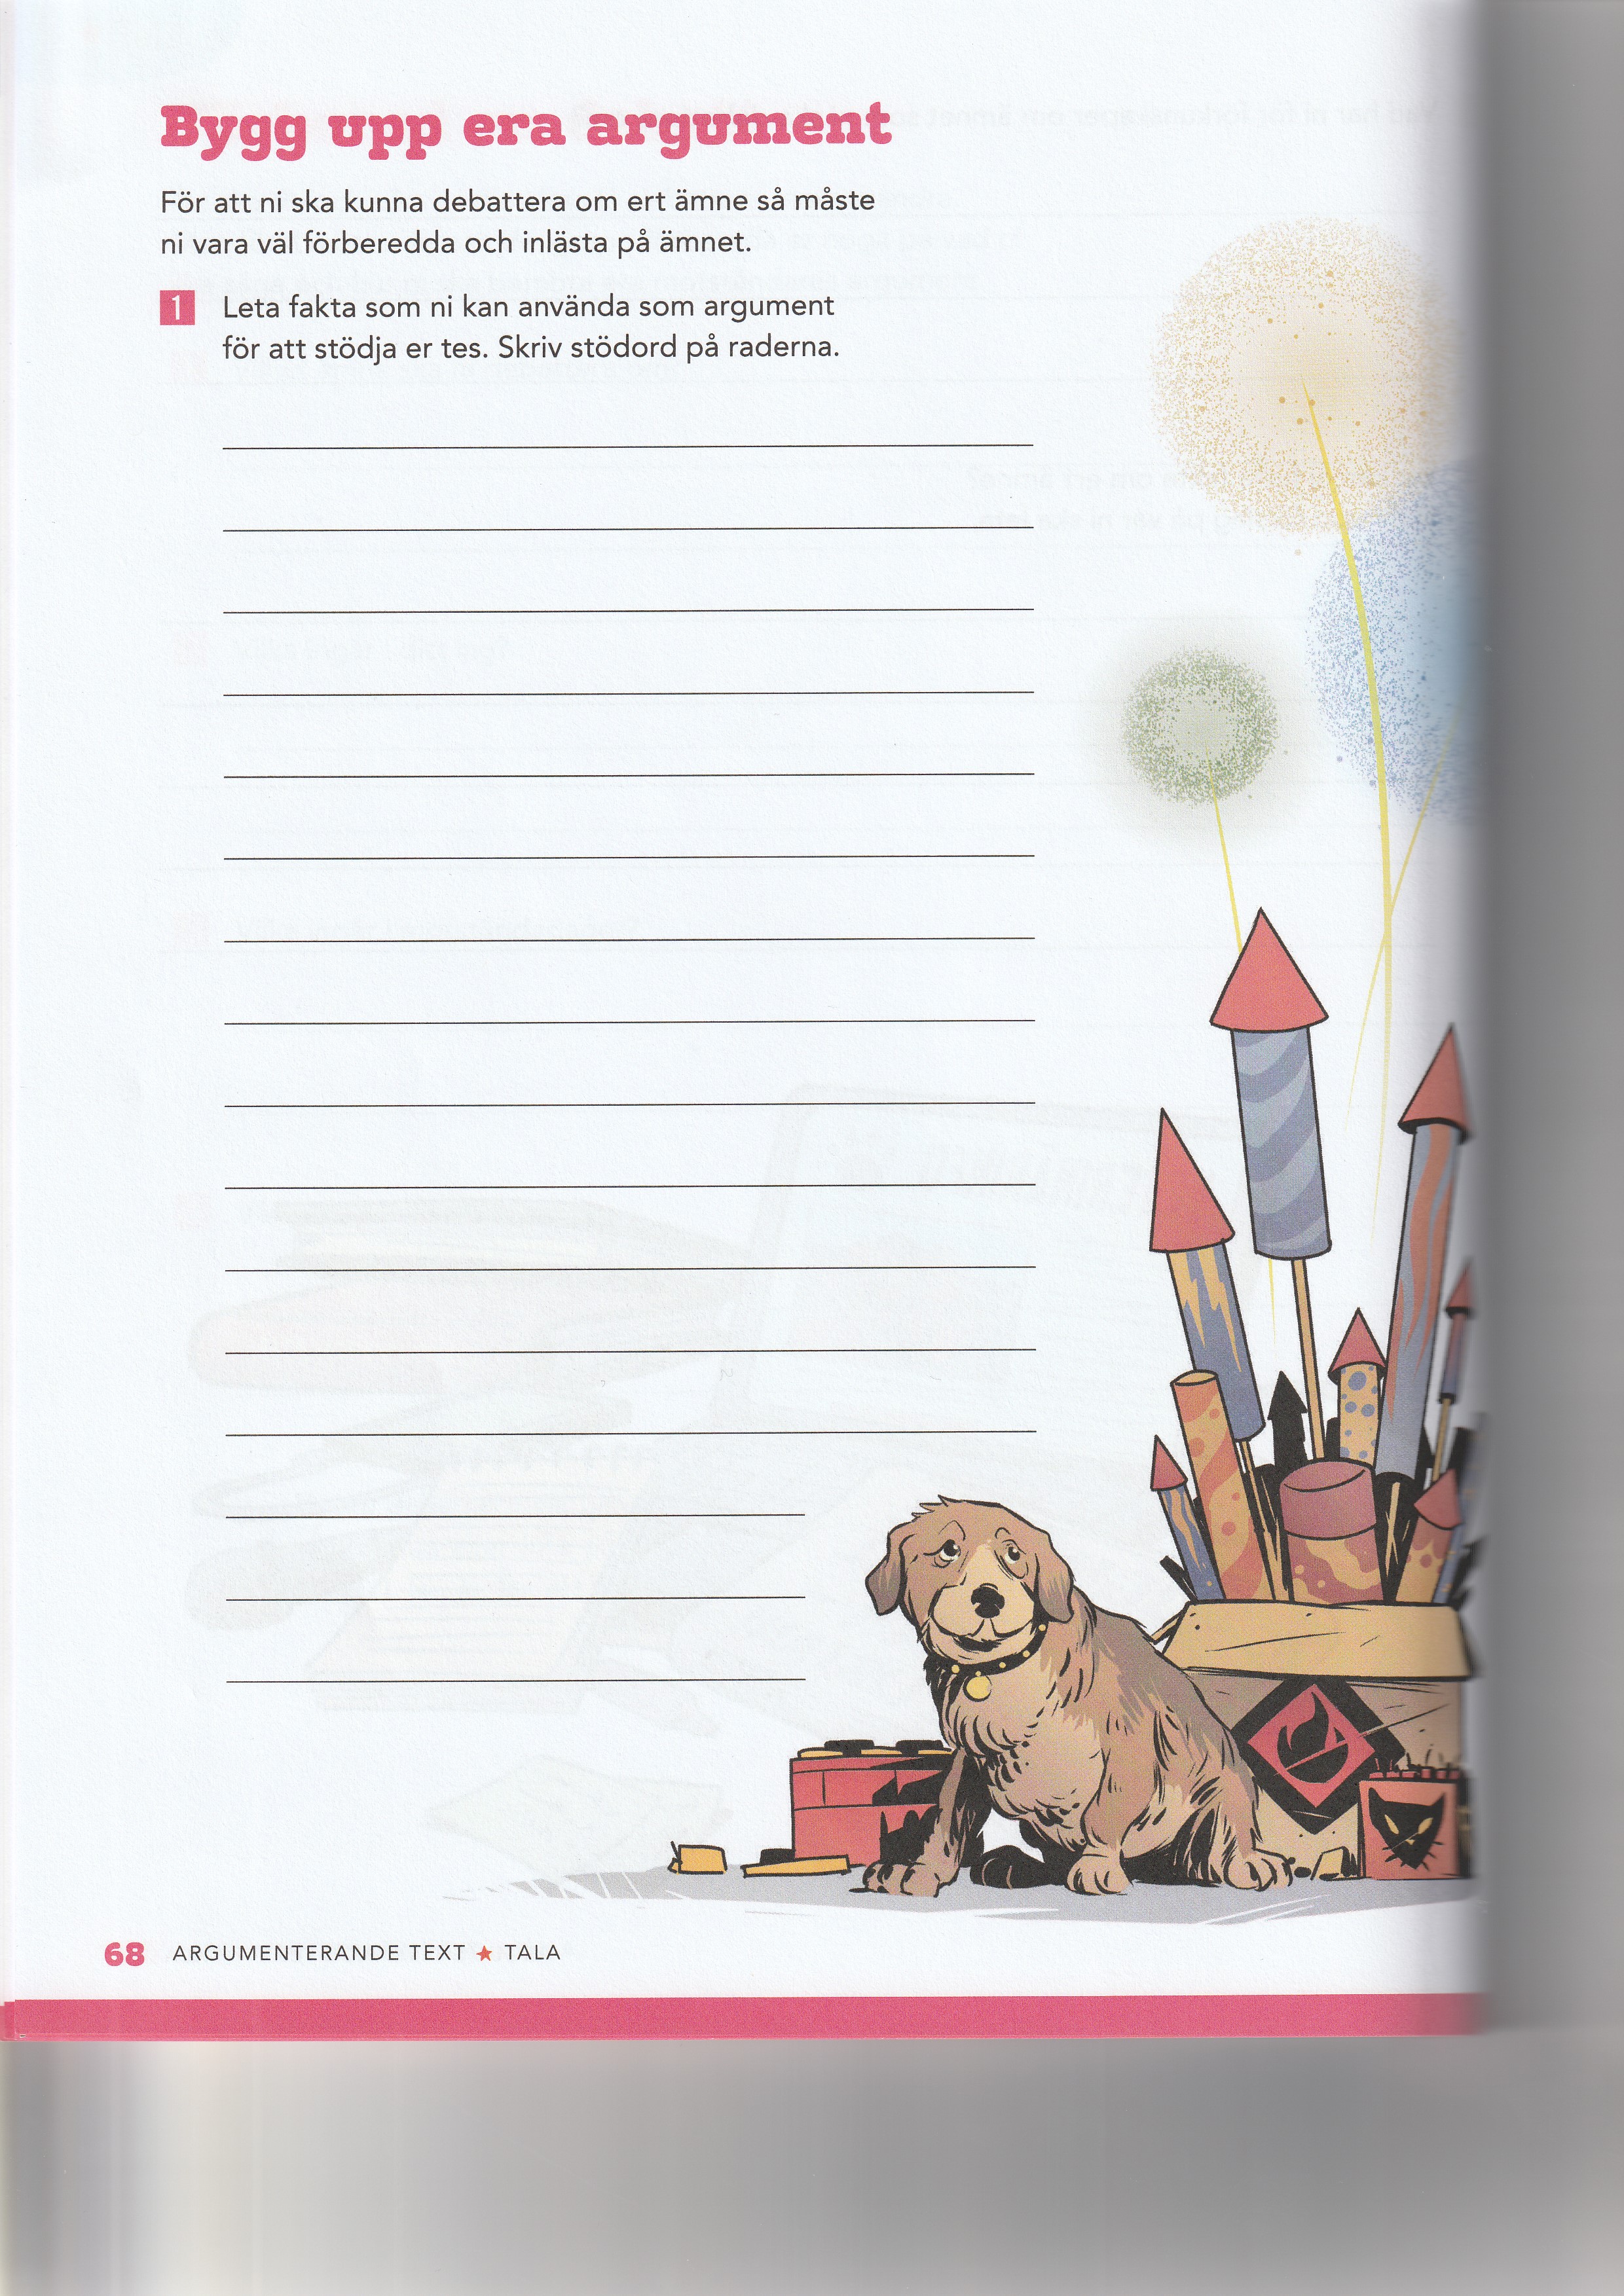 Bygg upp era argument
För att ni ska kunna debattera om ert ämne så måste
ni vara väl förberedda och inlästa på ämnet.
1 Leta fakta som ni kan använda som argument
för att stödja er tes. Skriv stödord på raderna.
68 ARGUMENTERANDE TEXT ★ TALA